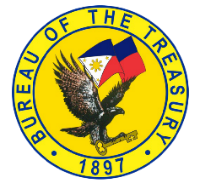 BUREAU OF THE TREASURY
• 1897 •